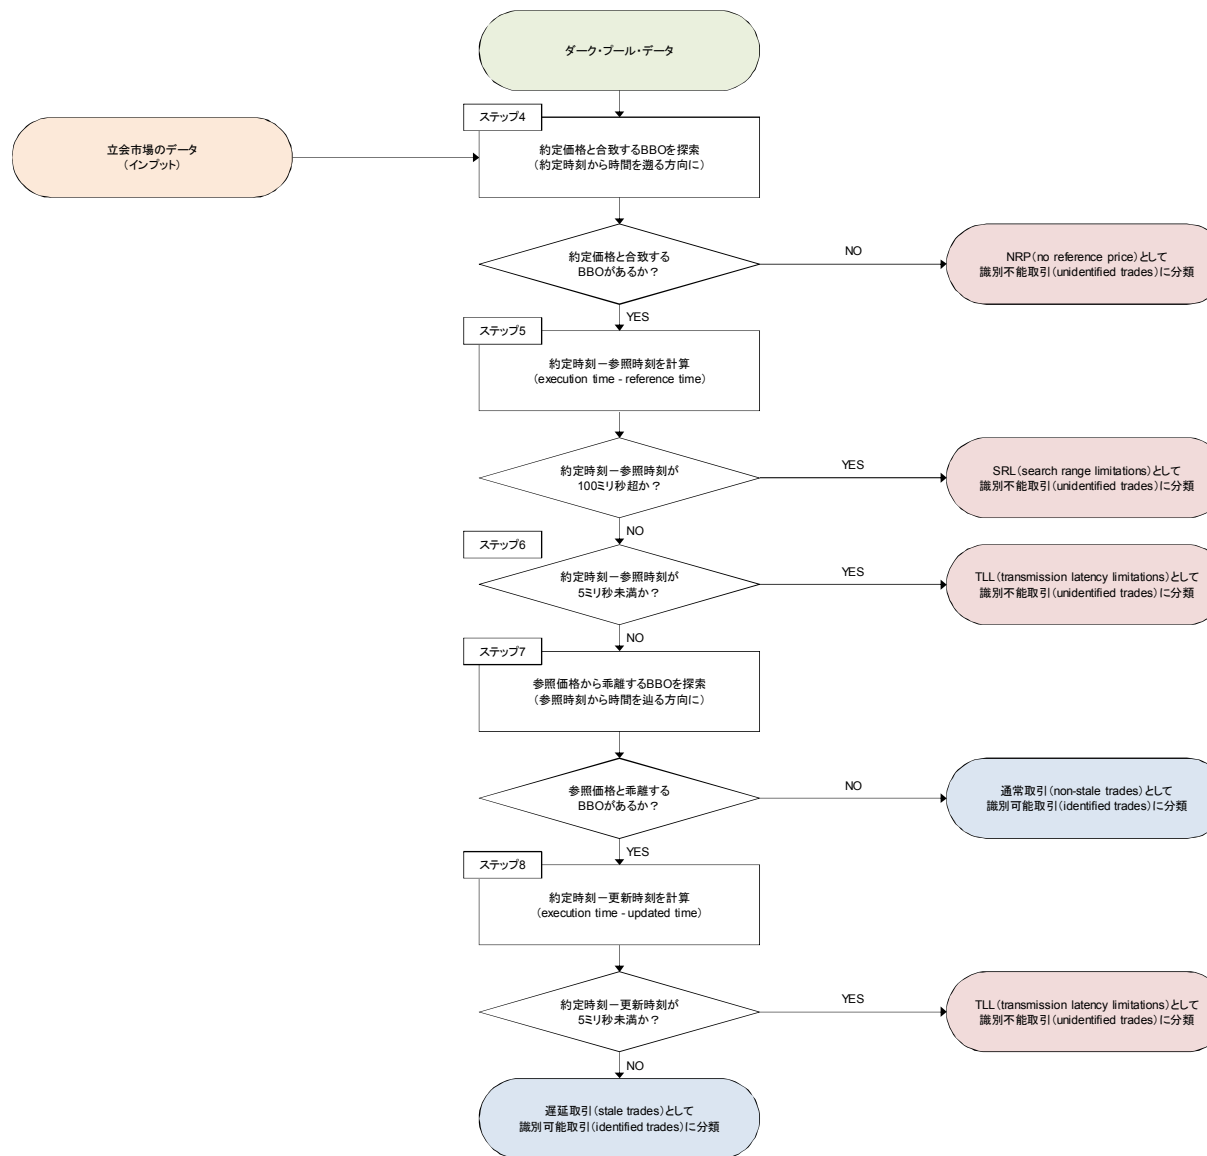 ダーク・プール・データ
ステップ4
立会市場のデータ
(インプット)
約定価格と合致するBBOを探索
(約定時刻から時間を遡る方向に)
約定価格と合致する
BBOがあるか?
NO
NRP(no reference price)として
識別不能取引(unidentified trades)に分類
YES
ステップ5
約定時刻-参照時刻を計算
(execution time - reference time)
約定時刻-参照時刻が
100ミリ秒超か?
YES
SRL(search range limitations)として
識別不能取引(unidentified trades)に分類
NO
ステップ6
約定時刻-参照時刻が
5ミリ秒未満か?
YES
TLL(transmission latency limitations)として
識別不能取引(unidentified trades)に分類
NO
ステップ7
参照価格から乖離するBBOを探索
(参照時刻から時間を辿る方向に)
参照価格と乖離する
BBOがあるか?
NO
通常取引(non-stale trades)として
識別可能取引(identified trades)に分類
YES
ステップ8
約定時刻-更新時刻を計算
(execution time - updated time)
約定時刻-更新時刻が
5ミリ秒未満か?
YES
TLL(transmission latency limitations)として
識別不能取引(unidentified trades)に分類
NO
遅延取引(stale trades)として
識別可能取引(identified trades)に分類